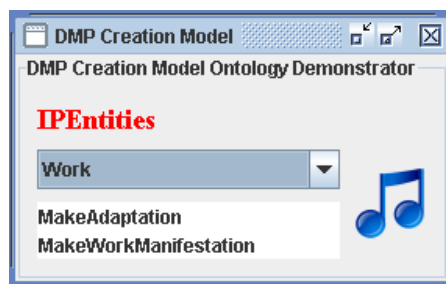 DMP Creation Model
DMP Creation Model Ontology Demonstrator
IPEntities
Work
MakeAdaptation
MakeWorkManifestation